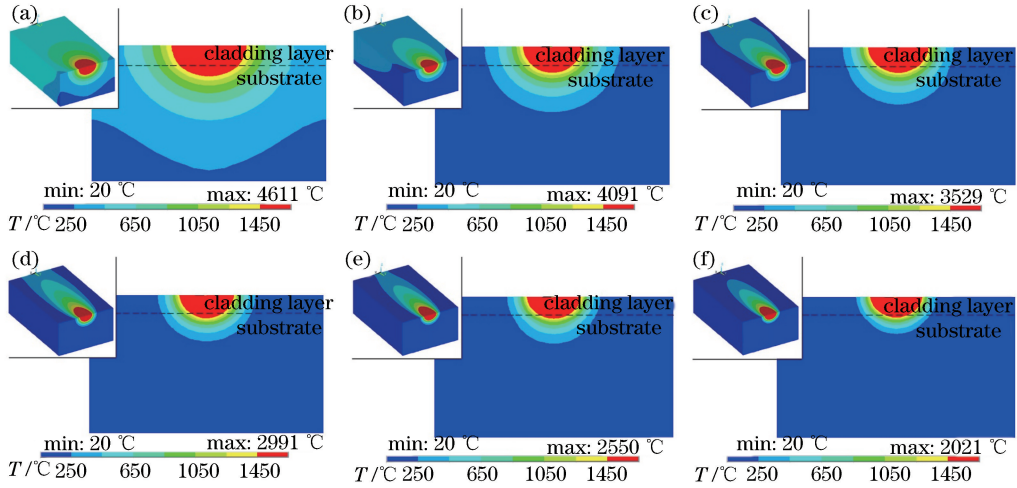 (a)
cladding layer
substrate
min: 20 ℃
max: 4611 ℃
T /℃ 250 650 1050 1450
(b)
cladding layer
substrate
min: 20 ℃
max: 4091 ℃
T /℃ 250 650 1050 1450
(c)
cladding layer
substrate
min: 20 ℃
max: 3529 ℃
T /℃ 250 650 1050 1450
(d)
cladding layer
substrate
min: 20 ℃
max: 2991 ℃
T /℃ 250 650 1050 1450
(e)
cladding layer
substrate
min: 20 ℃
max: 2550 ℃
T /℃ 250 650 1050 1450
(f)
cladding layer
substrate
min: 20 ℃
max: 2021 ℃
T /℃ 250 650 1050 1450